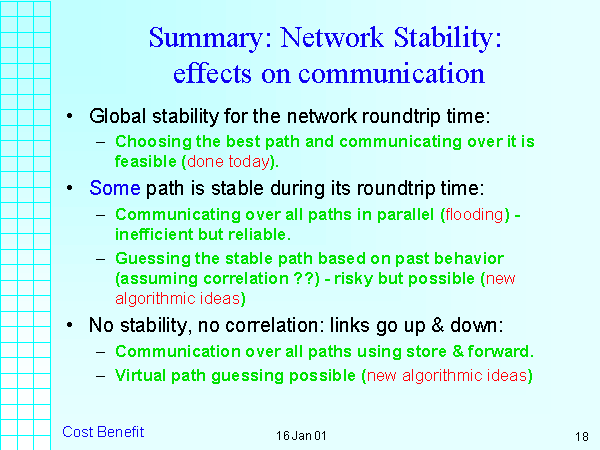 Summary: Network Stability:
effects on communication
• Global stability for the network roundtrip time:
– Choosing the best path and communicating over it is
feasible (done today).
• Some path is stable during its roundtrip time:
– Communicating over all paths in parallel (flooding) -
inefficient but reliable.
– Guessing the stable path based on past behavior
(assuming correlation ??) - risky but possible (new
algorithmic ideas)
• No stability, no correlation: links go up & down:
– Communication over all paths using store & forward.
– Virtual path guessing possible (new algorithmic ideas)
Cost Benefit
16 Jan 01
18